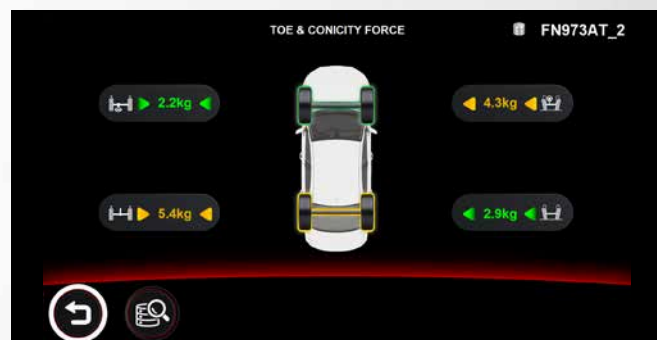 TOE & CONICITY FORCE
FN973AT_2
2.2kg
4.3kg
5.4kg
2.9kg